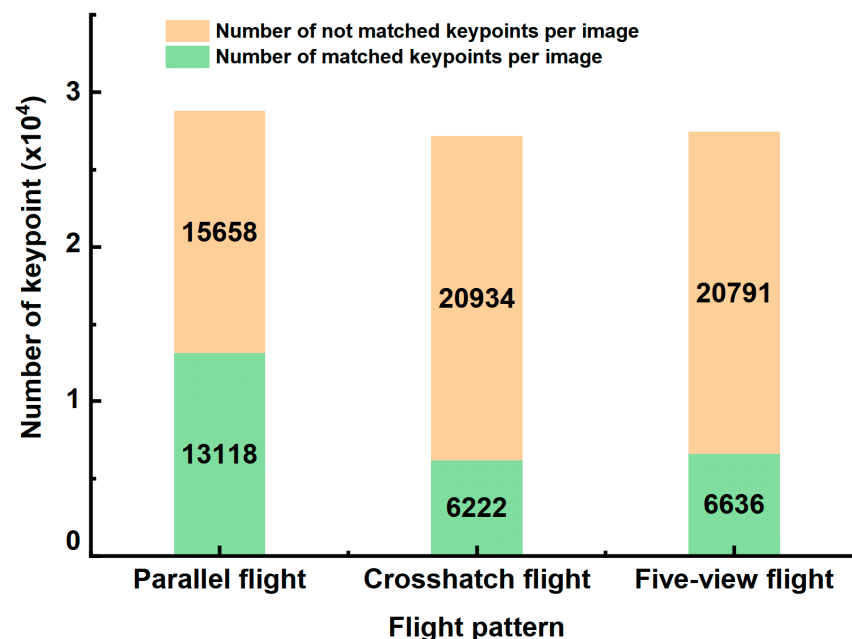 Number of not matched keypoints per image
Number of matched keypoints per image
Number of keypoint (x10⁴)
3
2
1
0
15658
13118
20934
6222
20791
6636
Parallel flight
Crosshatch flight
Five-view flight
Flight pattern